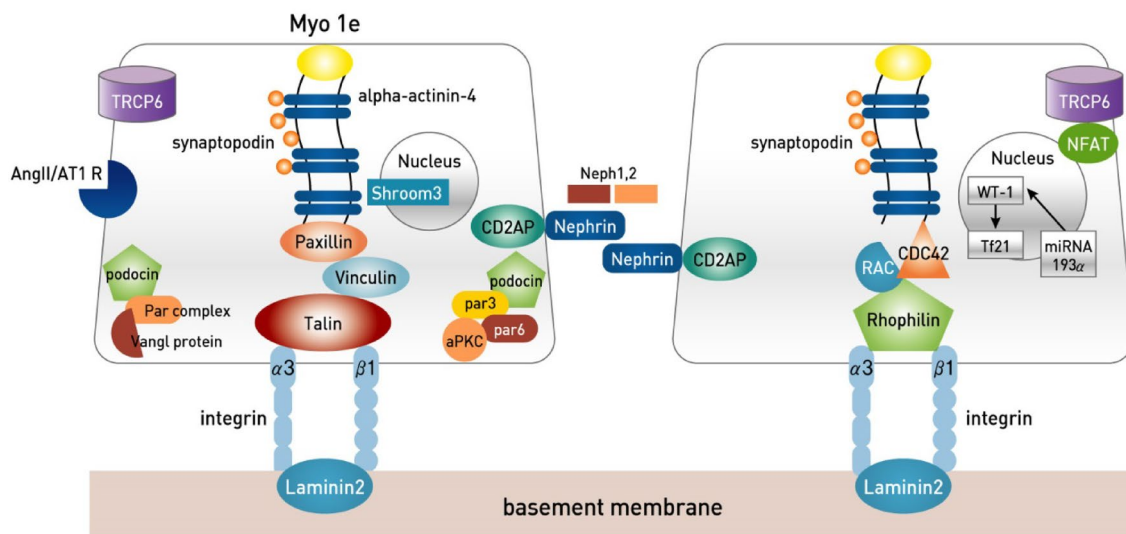 Myo 1e
TRCP6
alpha-actinin-4
synaptopodin
AngII/AT1 R
Nucleus
Shroom3
Paxillin
Vinculin
Talin
podocin
Par complex
Vangl protein
CD2AP
Nephrin
podocin
par3
par6
aPKC
α3
β1
integrin
Laminin2
Neph1,2
Nephrin
CD2AP
synaptopodin
TRCP6
NFAT
Nucleus
WT-1
Tf21
miRNA
193α
RAC
CDC42
Rhophilin
α3
β1
integrin
Laminin2
basement membrane